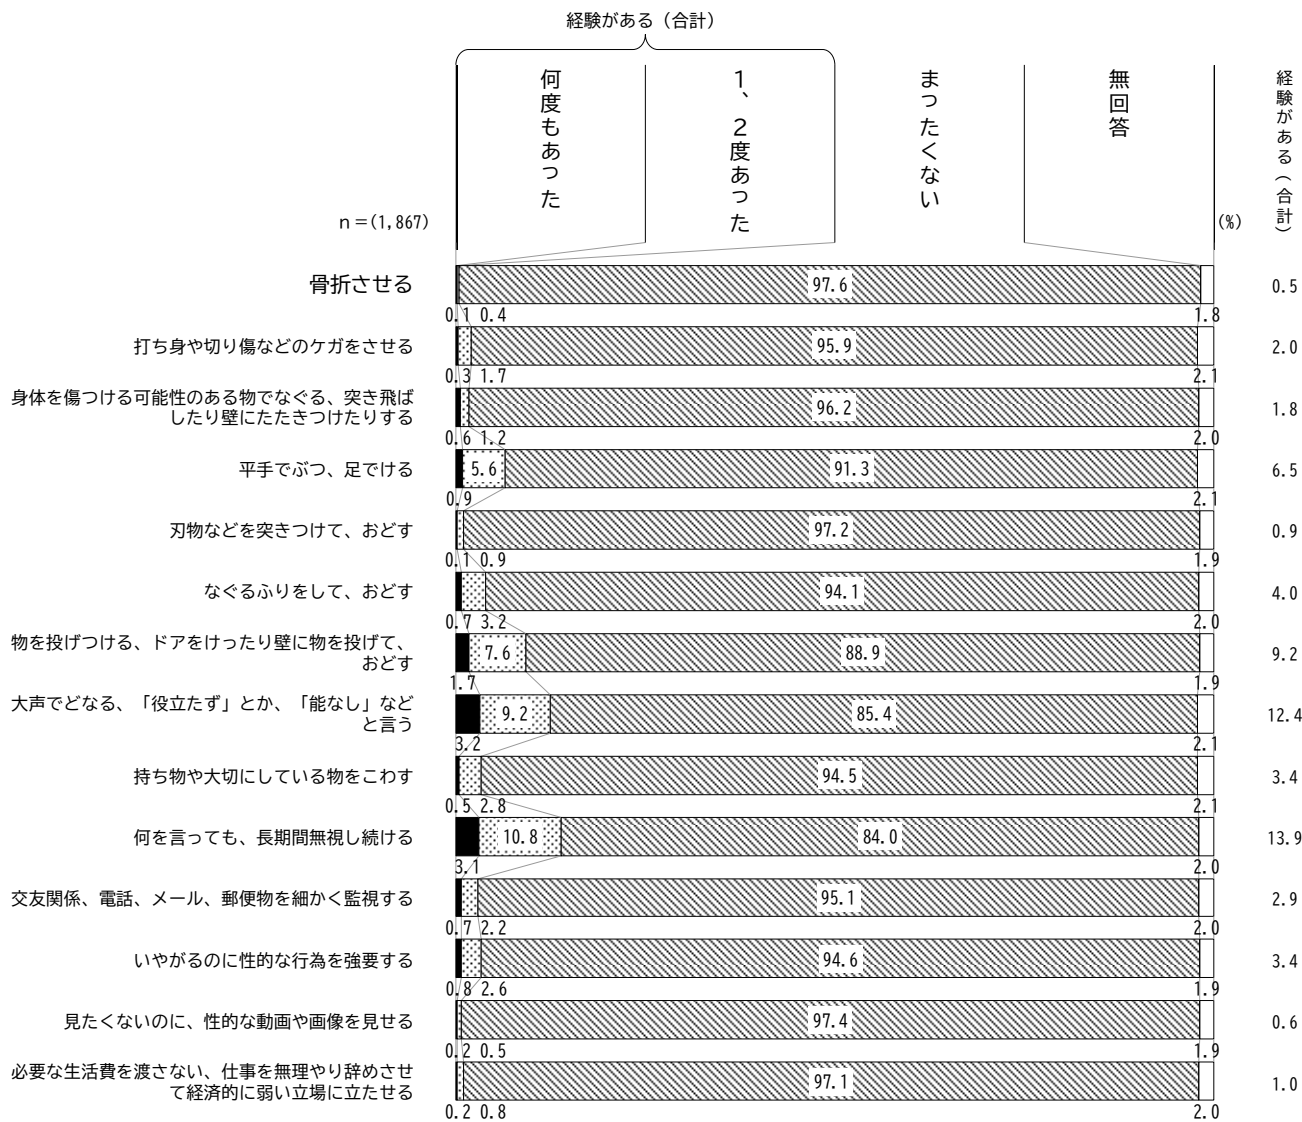 経験がある（合計）
何度もあった
１、２度あった
まったくない
無回答
経験がある（合計）
ｎ＝(1,867)
(%)
骨折させる
97.6
0.5
0.1 0.4
1.8
打ち身や切り傷などのケガをさせる
95.9
2.0
0.3 1.7
2.1
身体を傷つける可能性のある物でなぐる、突き飛ば
したり壁にたたきつけたりする
96.2
1.8
0.6 1.2
2.0
平手でぶつ、足でける
5.6
91.3
6.5
0.9
2.1
刃物などを突きつけて、おどす
97.2
0.9
0.1 0.9
1.9
なぐるふりをして、おどす
94.1
4.0
0.7 3.2
2.0
物を投げつける、ドアをけったり壁に物を投げて、
おどす
7.6
88.9
9.2
1.7
1.9
大声でどなる、「役立たず」とか、「能なし」など
と言う
9.2
85.4
12.4
3.2
2.1
持ち物や大切にしている物をこわす
94.5
3.4
0.5 2.8
2.1
何を言っても、長期間無視し続ける
10.8
84.0
13.9
3.1
2.0
交友関係、電話、メール、郵便物を細かく監視する
95.1
2.9
0.7 2.2
2.0
いやがるのに性的な行為を強要する
94.6
3.4
0.8 2.6
1.9
見たくないのに、性的な動画や画像を見せる
97.4
0.6
0.2 0.5
1.9
必要な生活費を渡さない、仕事を無理やり辞めさせ
て経済的に弱い立場に立たせる
97.1
1.0
0.2 0.8
2.0